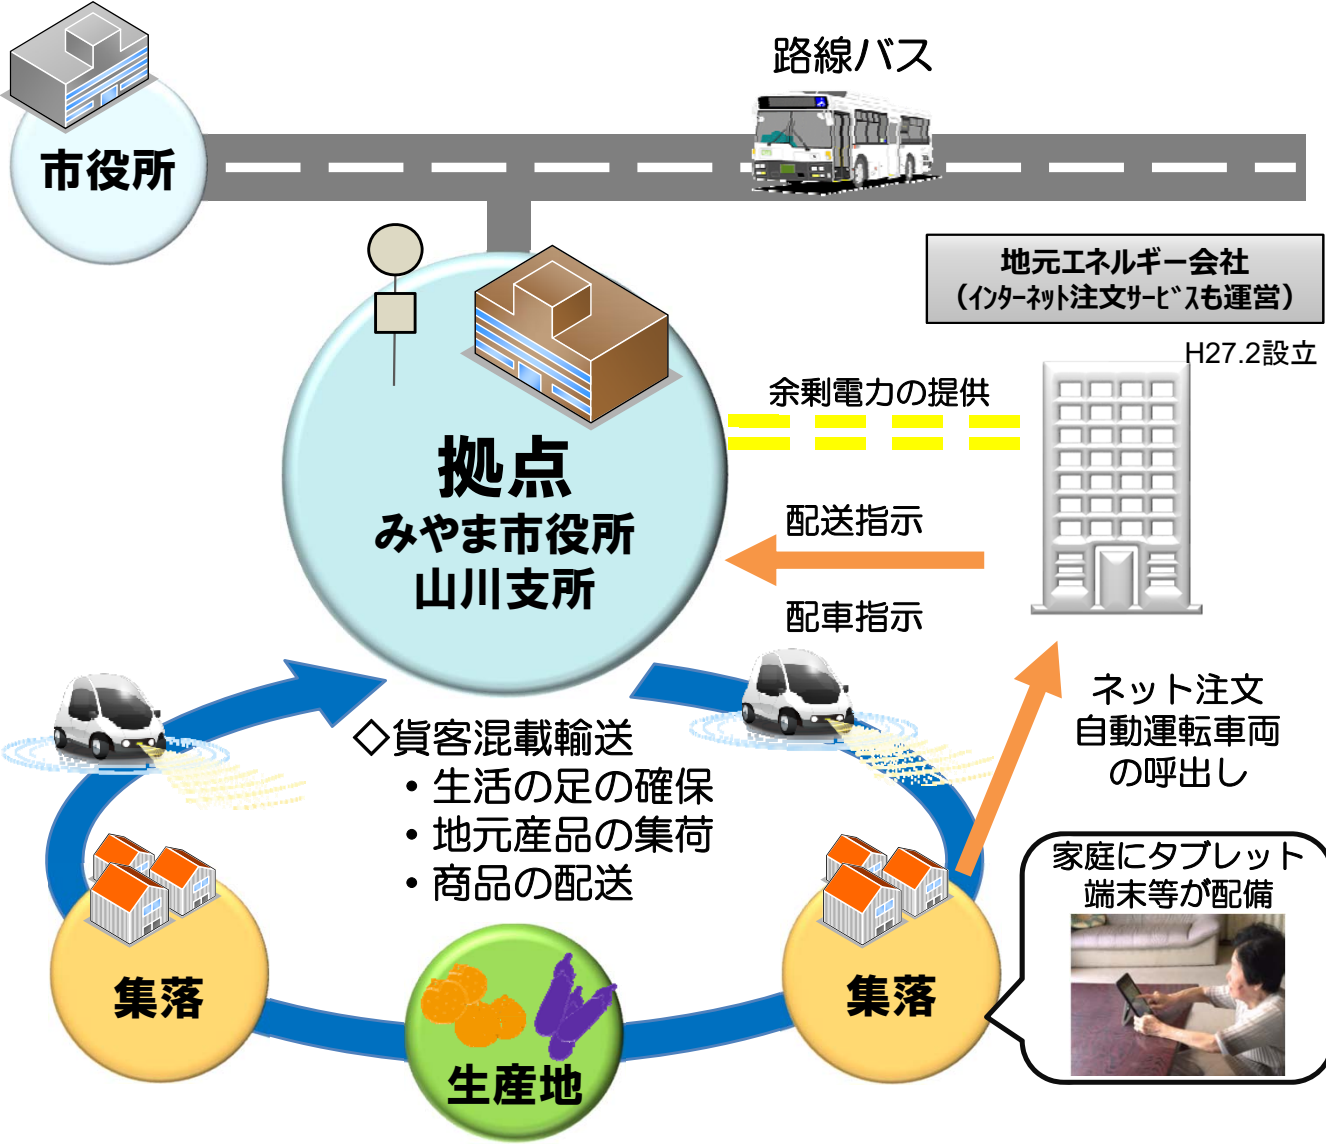 路線バス
市役所
地元エネルギー会社
（インターネット注文サービスも運営）
H27.2設立
余剰電力の提供
拠点
みやま市役所
山川支所
配送指示
配車指示
ネット注文
自動運転車両
の呼出し
◇貨客混載輸送
・生活の足の確保
・地元産品の集荷
・商品の配送
家庭にタブレット
端末等が配備
集落
集落
生産地